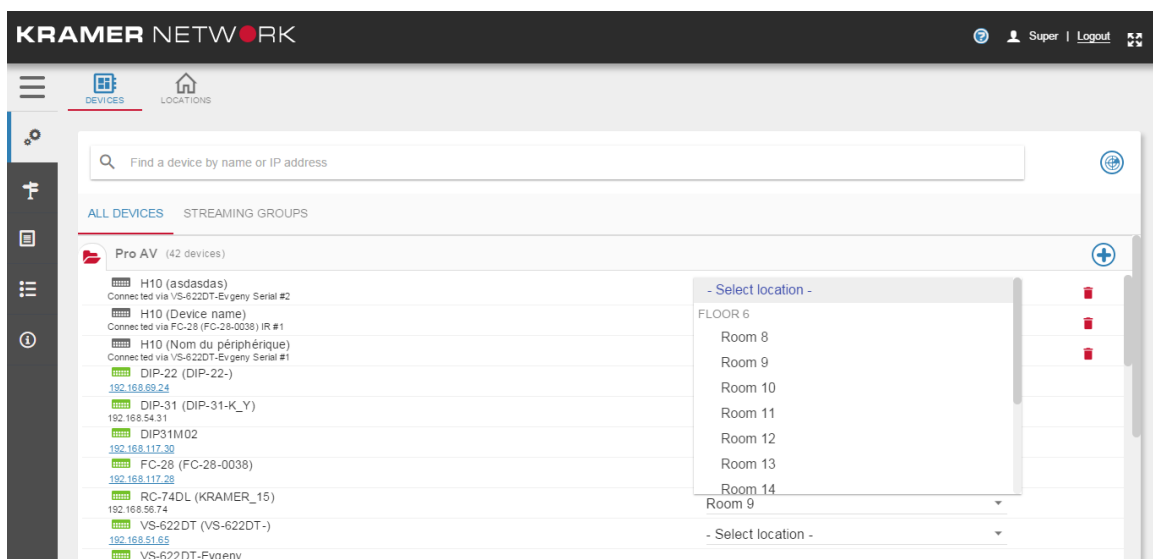 KRAMER NETWORK
Super | Logout
DEVICES
LOCATIONS
Find a device by name or IP address
ALL DEVICES STREAMING GROUPS
Pro AV (42 devices)
H10 (asdasdas)
Connected via VS-622DT-Evgeny Serial #2
H10 (Device name)
Connected via FC-28 (FC-28-0038) IR #1
H10 (Nom du périphérique)
Connected via VS-622DT-Evgeny Serial #1
DIP-22 (DIP-22-)
192.168.69.24
DIP-31 (DIP-31-K_Y)
192.168.54.31
DIP31M02
192.168.117.30
FC-28 (FC-28-0038)
192.168.117.28
RC-74DL (KRAMER_15)
192.168.56.74
VS-622DT (VS-622DT-)
192.168.51.65
VS-622DT-Evgeny
- Select location -
FLOOR 6
Room 8
Room 9
Room 10
Room 11
Room 12
Room 13
Room 14
Room 9
- Select location -